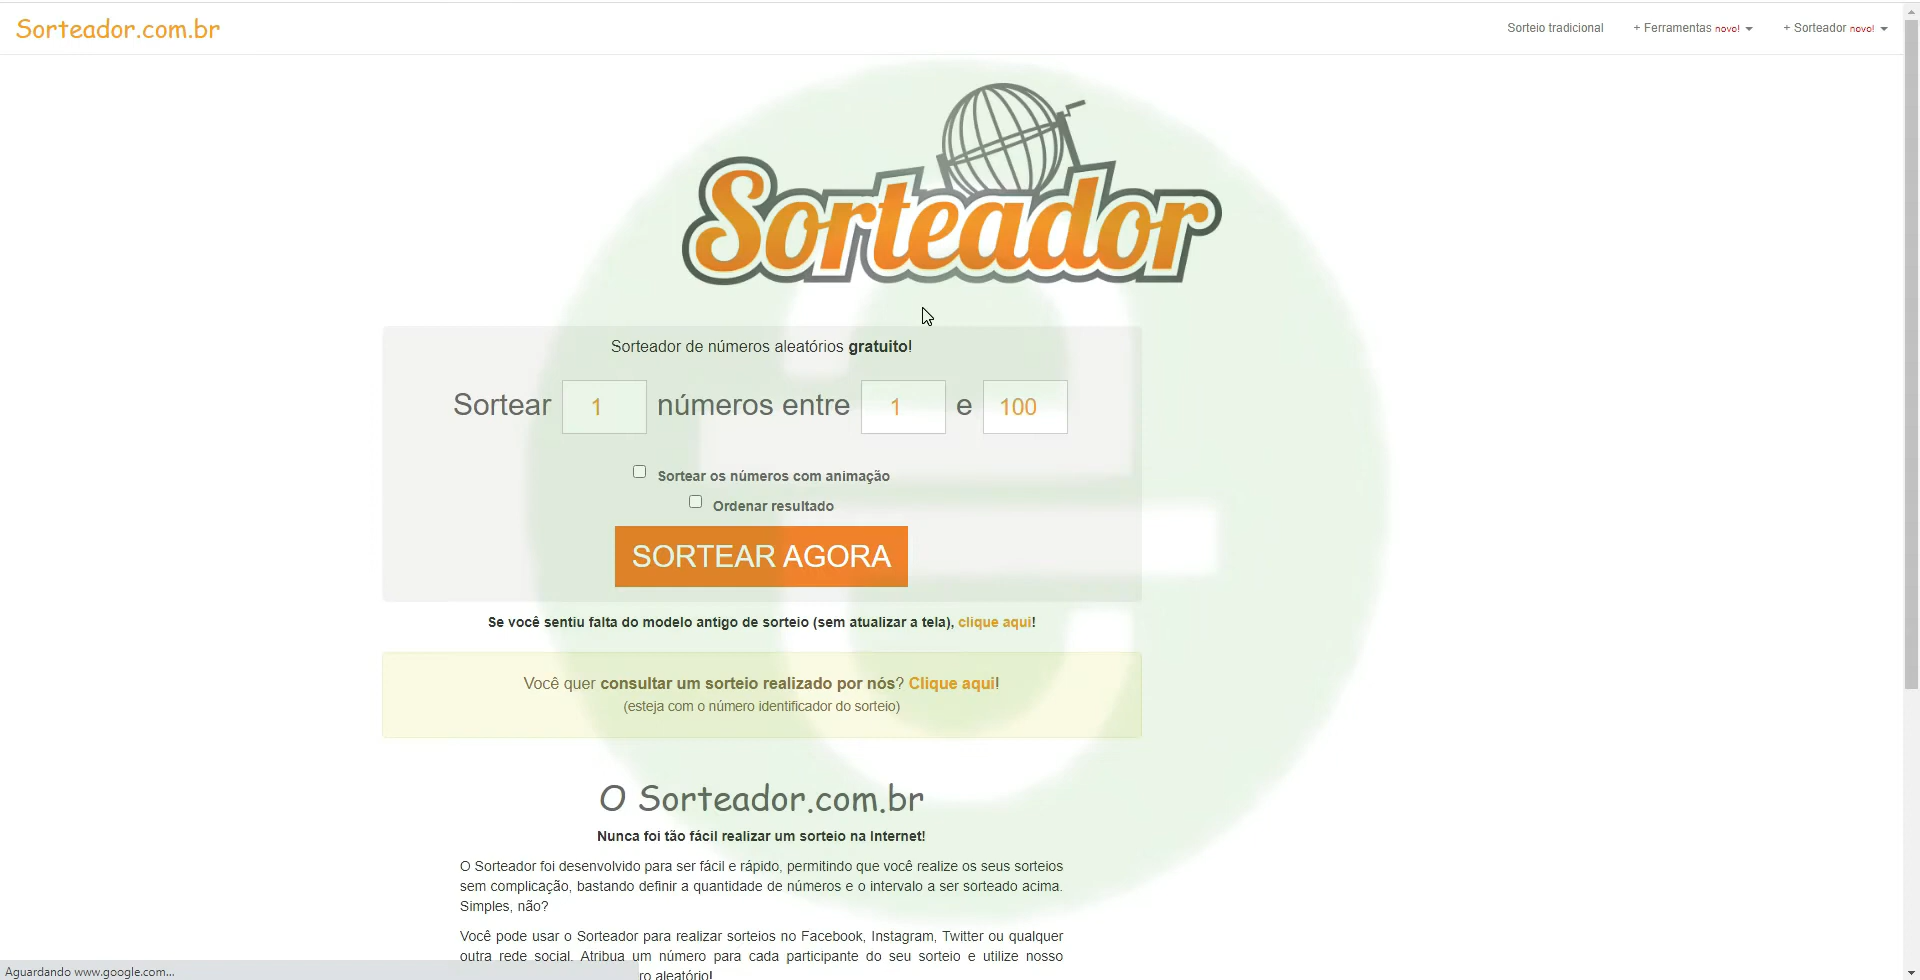 Sorteador.com.br
Sorteio tradicional + Ferramentas novo! + Sorteador novo!
Sorteador
Sorteador de números aleatórios gratuito!
Sortear 1 números entre 1 e 100
Sortear os números com animação
Ordenar resultado
SORTEAR AGORA
Se você sentiu falta do modelo antigo de sorteio (sem atualizar a tela), clique aqui!
Você quer consultar um sorteio realizado por nós? Clique aqui!
(esteja com o número identificador do sorteio)
O Sorteador.com.br
Nunca foi tão fácil realizar um sorteio na Internet!
O Sorteador foi desenvolvido para ser fácil e rápido, permitindo que você realize os seus sorteios
sem complicação, bastando definir a quantidade de números e o intervalo a ser sorteado acima.
Simples, não?
Você pode usar o Sorteador para realizar sorteios no Facebook, Instagram, Twitter ou qualquer
outra rede social. Atribua um número para cada participante do seu sorteio e utilize nosso
ro aleatório!
Aguardando www.google.com...